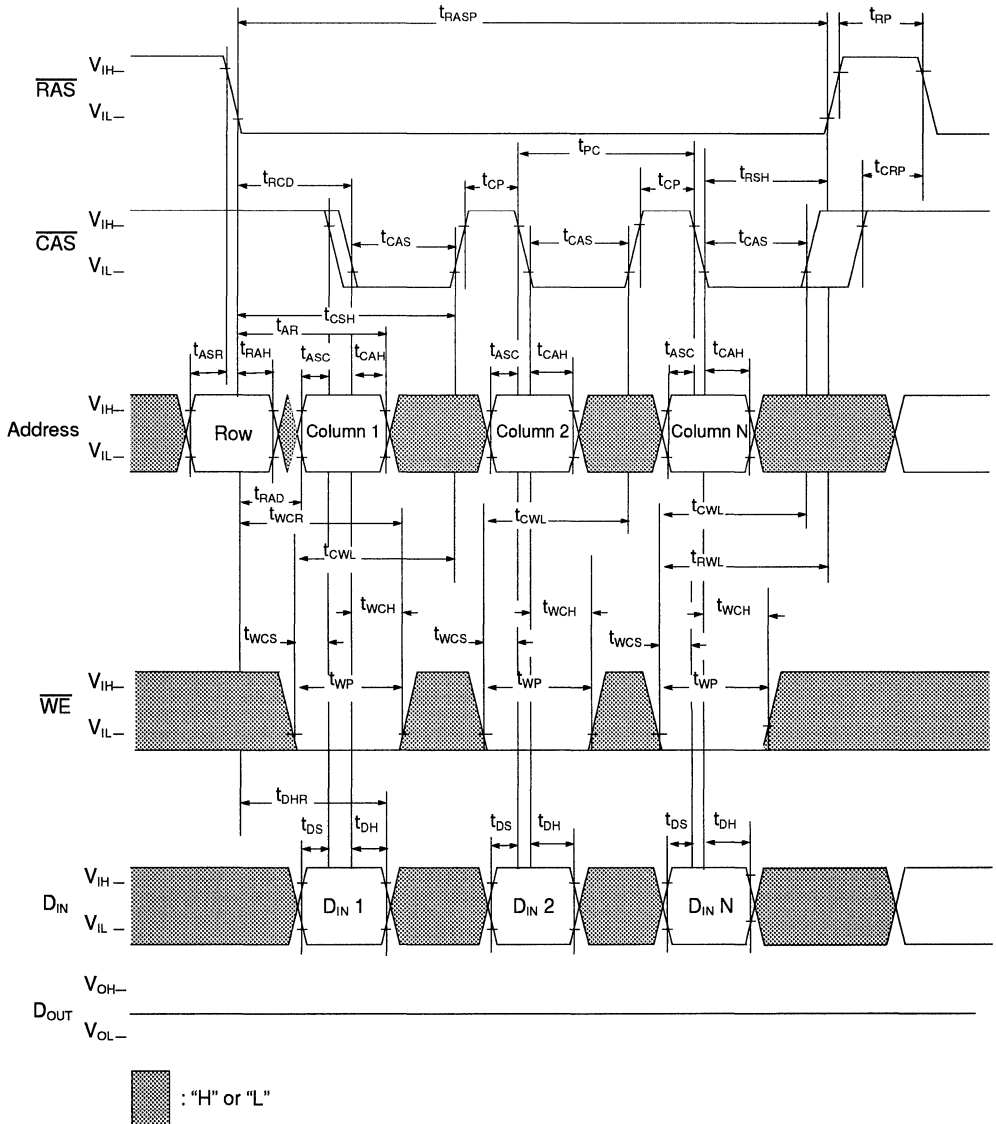 tRASP
tRP
RAS
VIH
VIL
tPC
tRCD
tCP
tCP
tRSH
tCRP
CAS
VIH
VIL
tCAS
tCAS
tCAS
tCSH
tAR
tASR
tRAH
tASC
tCAH
tASC
tCAH
tASC
tCAH
Address
VIH
VIL
Row
Column 1
Column 2
Column N
tRAD
tWCR
tCWL
tCWL
tCWL
tRWL
tWCH
tWCH
tWCH
tWCS
tWCS
tWCS
WE
VIH
VIL
tWP
tWP
tWP
tDHR
tDS
tDH
tDS
tDH
tDS
tDH
DIN
VIH
VIL
DIN 1
DIN 2
DIN N
DOUT
VOH
VOL
: "H" or "L"